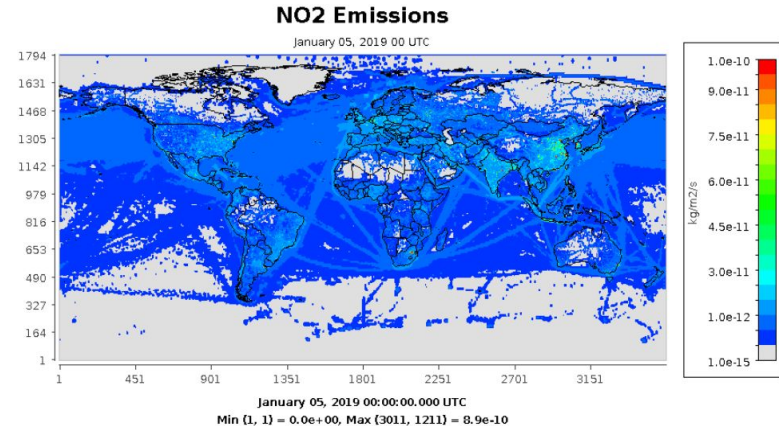 NO2 Emissions
January 05, 2019 00 UTC
1794
1631
1468
1305
1142
979
816
653
490
327
164
1
1
451
901
1351
1801
2251
2701
3151
1.0e-10
9.0e-11
7.5e-11
6.0e-11
4.5e-11
3.0e-11
1.0e-12
1.0e-15
kg/m2/s
January 05, 2019 00:00:00.000 UTC
Min (1, 1) = 0.0e+00, Max (3011, 1211) = 8.9e-10